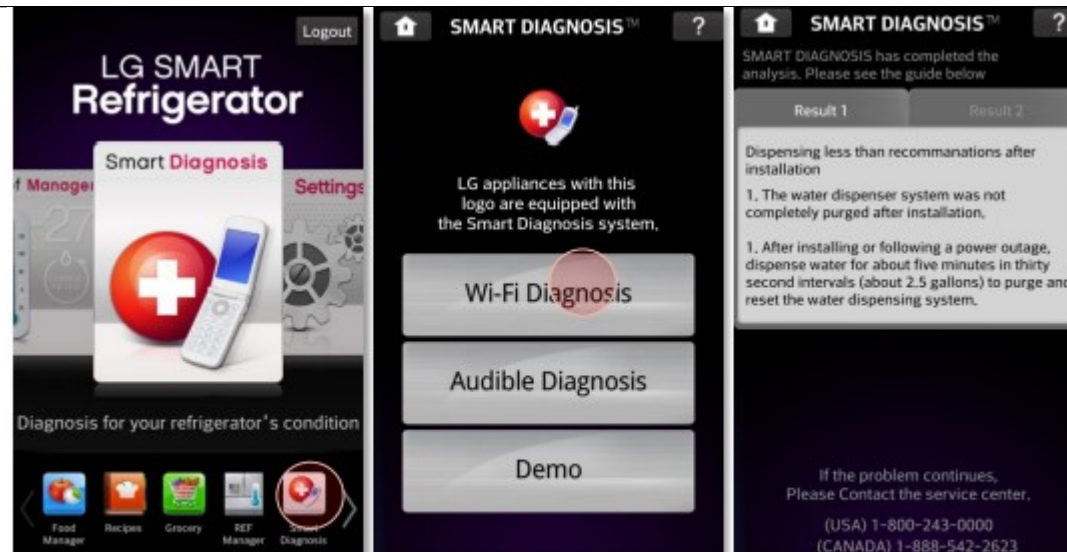 Logout
LG SMART
Refrigerator
Smart Diagnosis
f Manager
Settings
-27
Diagnosis for your refrigerator's condition
Food
Manager
Recipes
Grocery
REF
Manager
Smart
Diagnosis
SMART DIAGNOSIS™
?
LG appliances with this
logo are equipped with
the Smart Diagnosis system,
Wi-Fi Diagnosis
Audible Diagnosis
Demo
SMART DIAGNOSIS™
?
SMART DIAGNOSIS has completed the
analysis. Please see the guide below
Result 1
Result 2
Dispensing less than recommanations after
installation
1. The water dispenser system was not
completely purged after installation,
1. After installing or following a power outage,
dispense water for about five minutes in thirty
second intervals (about 2.5 gallons) to purge and
reset the water dispensing system.
If the problem continues,
Please Contact the service center,
(USA) 1-800-243-0000
(CANADA) 1-888-542-2623